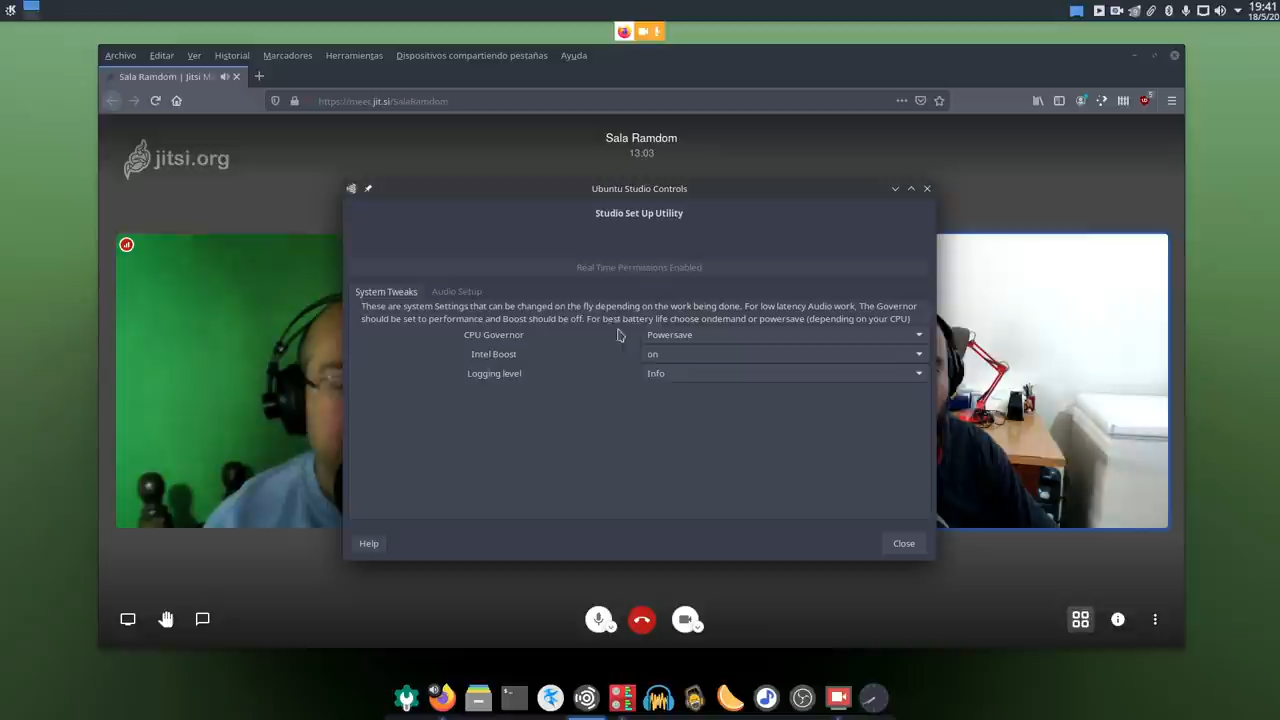 19:41
18/5/20
Archivo Editar Ver Historial Marcadores Herramientas Dispositivos compartiendo pestañas Ayuda
Sala Ramdom | Jitsi M
https://meet.jit.si/SalaRamdom
5
Sala Ramdom
13:03
jitsi.org
Ubuntu Studio Controls
Studio Set Up Utility
Real Time Permissions Enabled
System Tweaks Audio Setup
These are system Settings that can be changed on the fly depending on the work being done. For low latency Audio work, The Governor
should be set to performance and Boost should be off. For best battery life choose ondemand or powersave (depending on your CPU)
CPU Governor Powersave
Intel Boost on
Logging level Info
Help Close